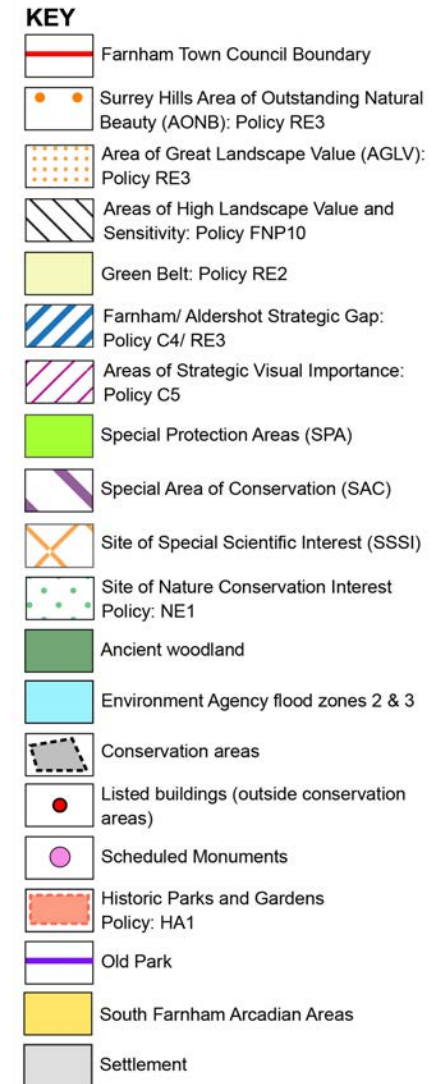 KEY
Farnham Town Council Boundary
Surrey Hills Area of Outstanding Natural
Beauty (AONB): Policy RE3
Area of Great Landscape Value (AGLV):
Policy RE3
Areas of High Landscape Value and
Sensitivity: Policy FNP10
Green Belt: Policy RE2
Farnham/ Aldershot Strategic Gap:
Policy C4/ RE3
Areas of Strategic Visual Importance:
Policy C5
Special Protection Areas (SPA)
Special Area of Conservation (SAC)
Site of Special Scientific Interest (SSSI)
Site of Nature Conservation Interest
Policy: NE1
Ancient woodland
Environment Agency flood zones 2 & 3
Conservation areas
Listed buildings (outside conservation
areas)
Scheduled Monuments
Historic Parks and Gardens
Policy: HA1
Old Park
South Farnham Arcadian Areas
Settlement